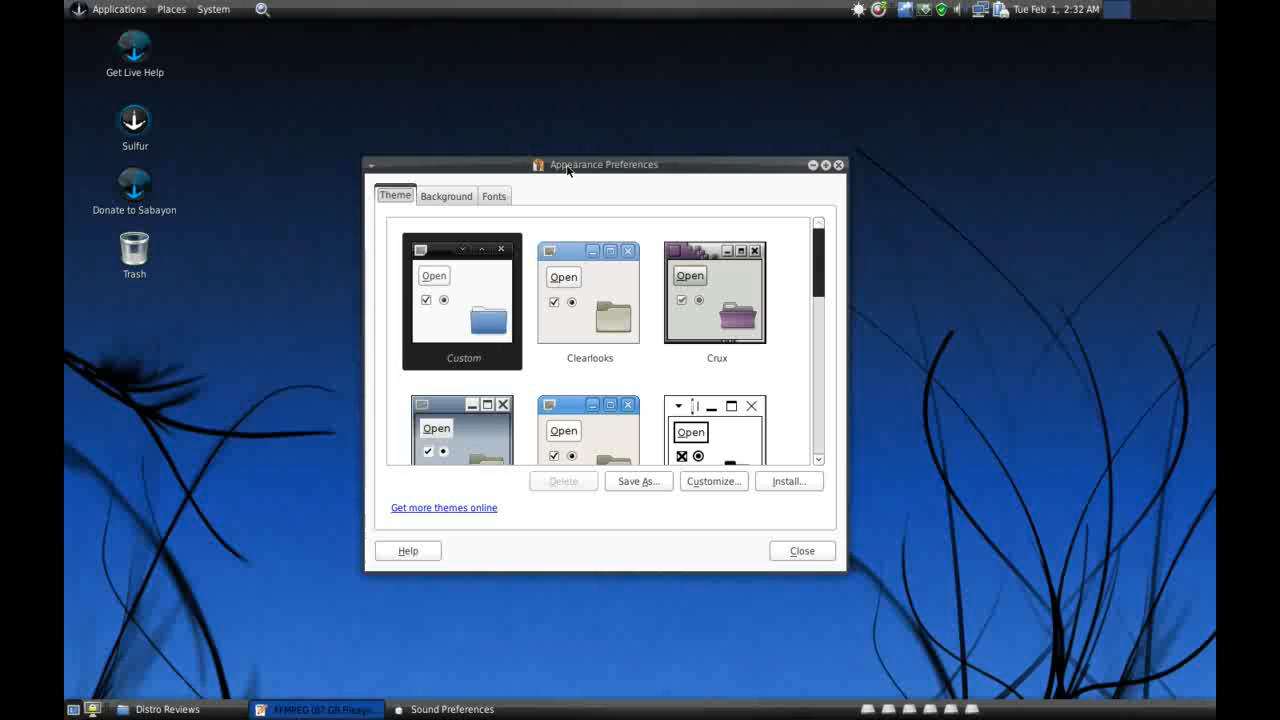 Applications Places System
Tue Feb 1, 2:32 AM
Get Live Help
Sulfur
Donate to Sabayon
Trash
Appearance Preferences
Theme Background Fonts
Open
Open
Open
Custom
Clearlooks
Crux
Open
Open
Open
Delete Save As... Customize... Install...
Get more themes online
Help Close
Distro Reviews
Sound Preferences